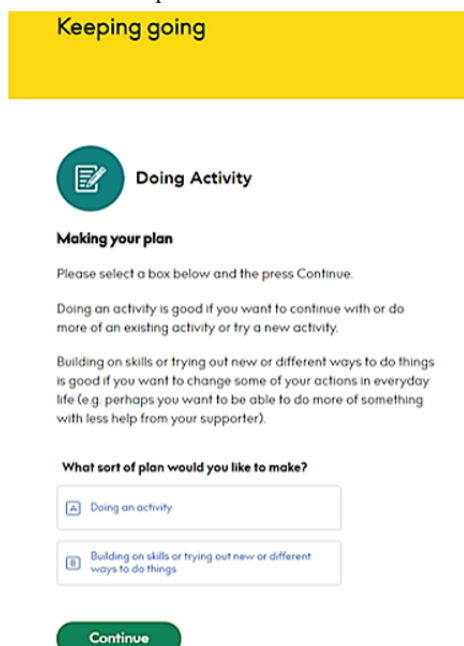 Keeping going
Doing Activity
Making your plan
Please select a box below and the press Continue.
Doing an activity is good if you want to continue with or do
more of an existing activity or try a new activity.
Building on skills or trying out new or different ways to do things
is good if you want to change some of your actions in everyday
life (e.g. perhaps you want to be able to do more of something
with less help from your supporter).
What sort of plan would you like to make?
A Doing an activity
B Building on skills or trying out new or different
ways to do things
Continue